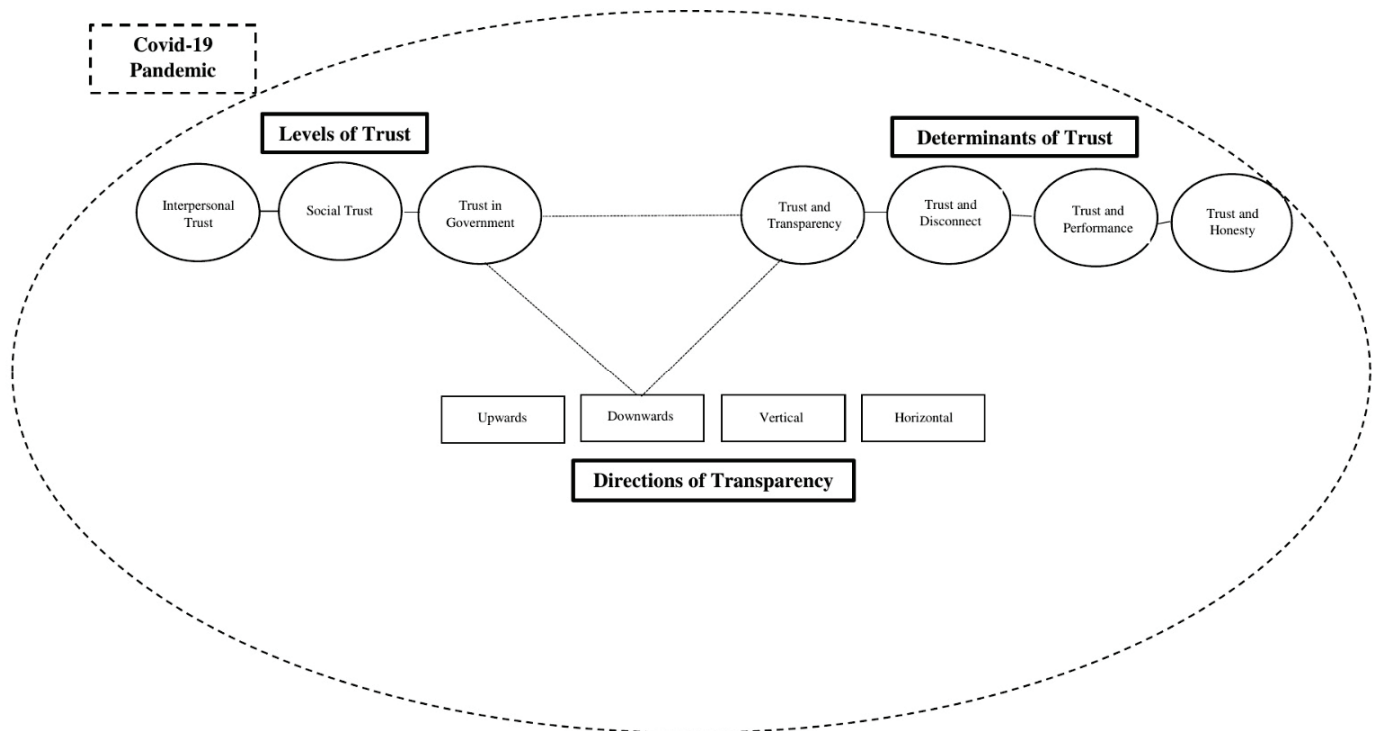 Covid-19
Pandemic
Levels of Trust
Determinants of Trust
Interpersonal
Trust
Social Trust
Trust in
Government
Trust and
Transparency
Trust and
Disconnect
Trust and
Performance
Trust and
Honesty
Upwards
Downwards
Vertical
Horizontal
Directions of Transparency